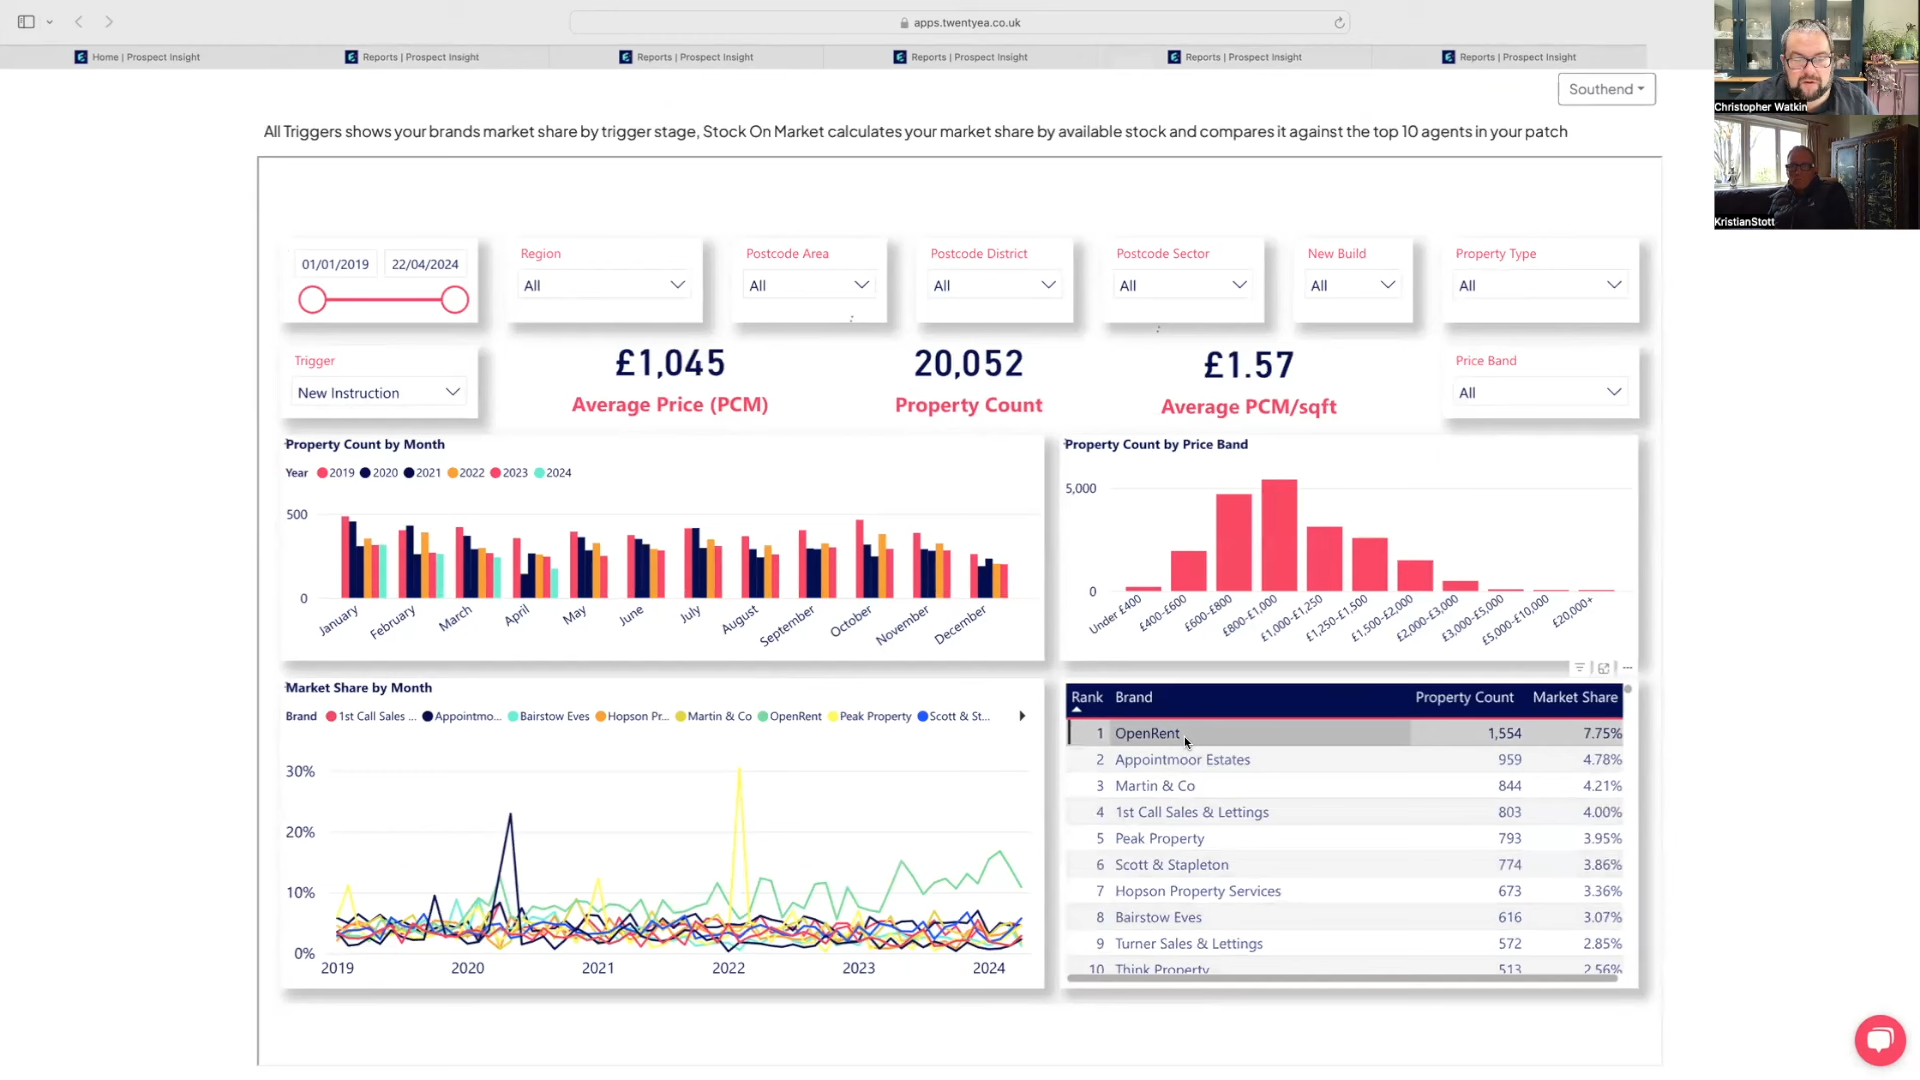 apps.twentyea.co.uk
Home | Prospect Insight
Reports | Prospect Insight
Reports | Prospect Insight
Reports | Prospect Insight
Reports | Prospect Insight
Reports | Prospect Insight
Christopher Watkin
KristianStott
Southend
All Triggers shows your brands market share by trigger stage, Stock On Market calculates your market share by available stock and compares it against the top 10 agents in your patch
01/01/2019 22/04/2024
Region
All
Postcode Area
All
Postcode District
All
Postcode Sector
All
New Build
All
Property Type
All
Trigger
New Instruction
£1,045
Average Price (PCM)
20,052
Property Count
£1.57
Average PCM/sqft
Price Band
All
Property Count by Month
Year 2019 2020 2021 2022 2023 2024
500
0
January February March April May June July August September October November December
Property Count by Price Band
5,000
0
Under £400 £400-£600 £600-£800 £800-£1,000 £1,000-£1,250 £1,250-£1,500 £1,500-£2,000 £2,000-£3,000 £3,000-£5,000 £5,000-£10,000 £20,000+
Market Share by Month
Brand 1st Call Sales ... Appointmo... Bairstow Eves Hopson Pr... Martin & Co OpenRent Peak Property Scott & St...
30%
20%
10%
0%
2019 2020 2021 2022 2023 2024
Rank Brand Property Count Market Share
1 OpenRent 1,554 7.75%
2 Appointmoor Estates 959 4.78%
3 Martin & Co 844 4.21%
4 1st Call Sales & Lettings 803 4.00%
5 Peak Property 793 3.95%
6 Scott & Stapleton 774 3.86%
7 Hopson Property Services 673 3.36%
8 Bairstow Eves 616 3.07%
9 Turner Sales & Lettings 572 2.85%
10 Think Property 513 2.56%